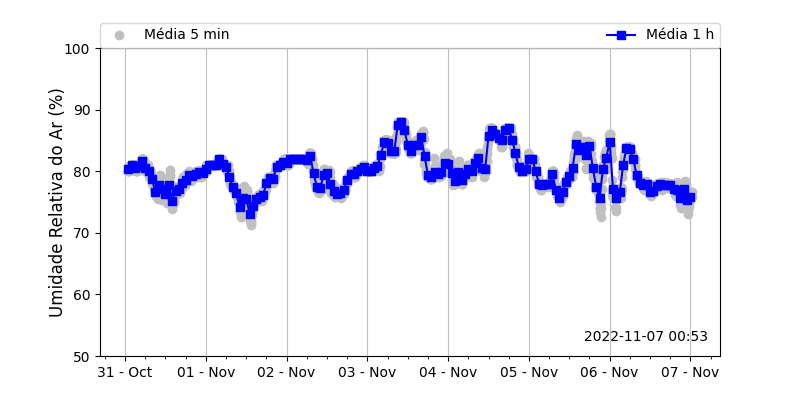 Média 5 min
Média 1 h
Umidade Relativa do Ar (%)
100
90
80
70
60
50
2022-11-07 00:53
31 - Oct
01 - Nov
02 - Nov
03 - Nov
04 - Nov
05 - Nov
06 - Nov
07 - Nov